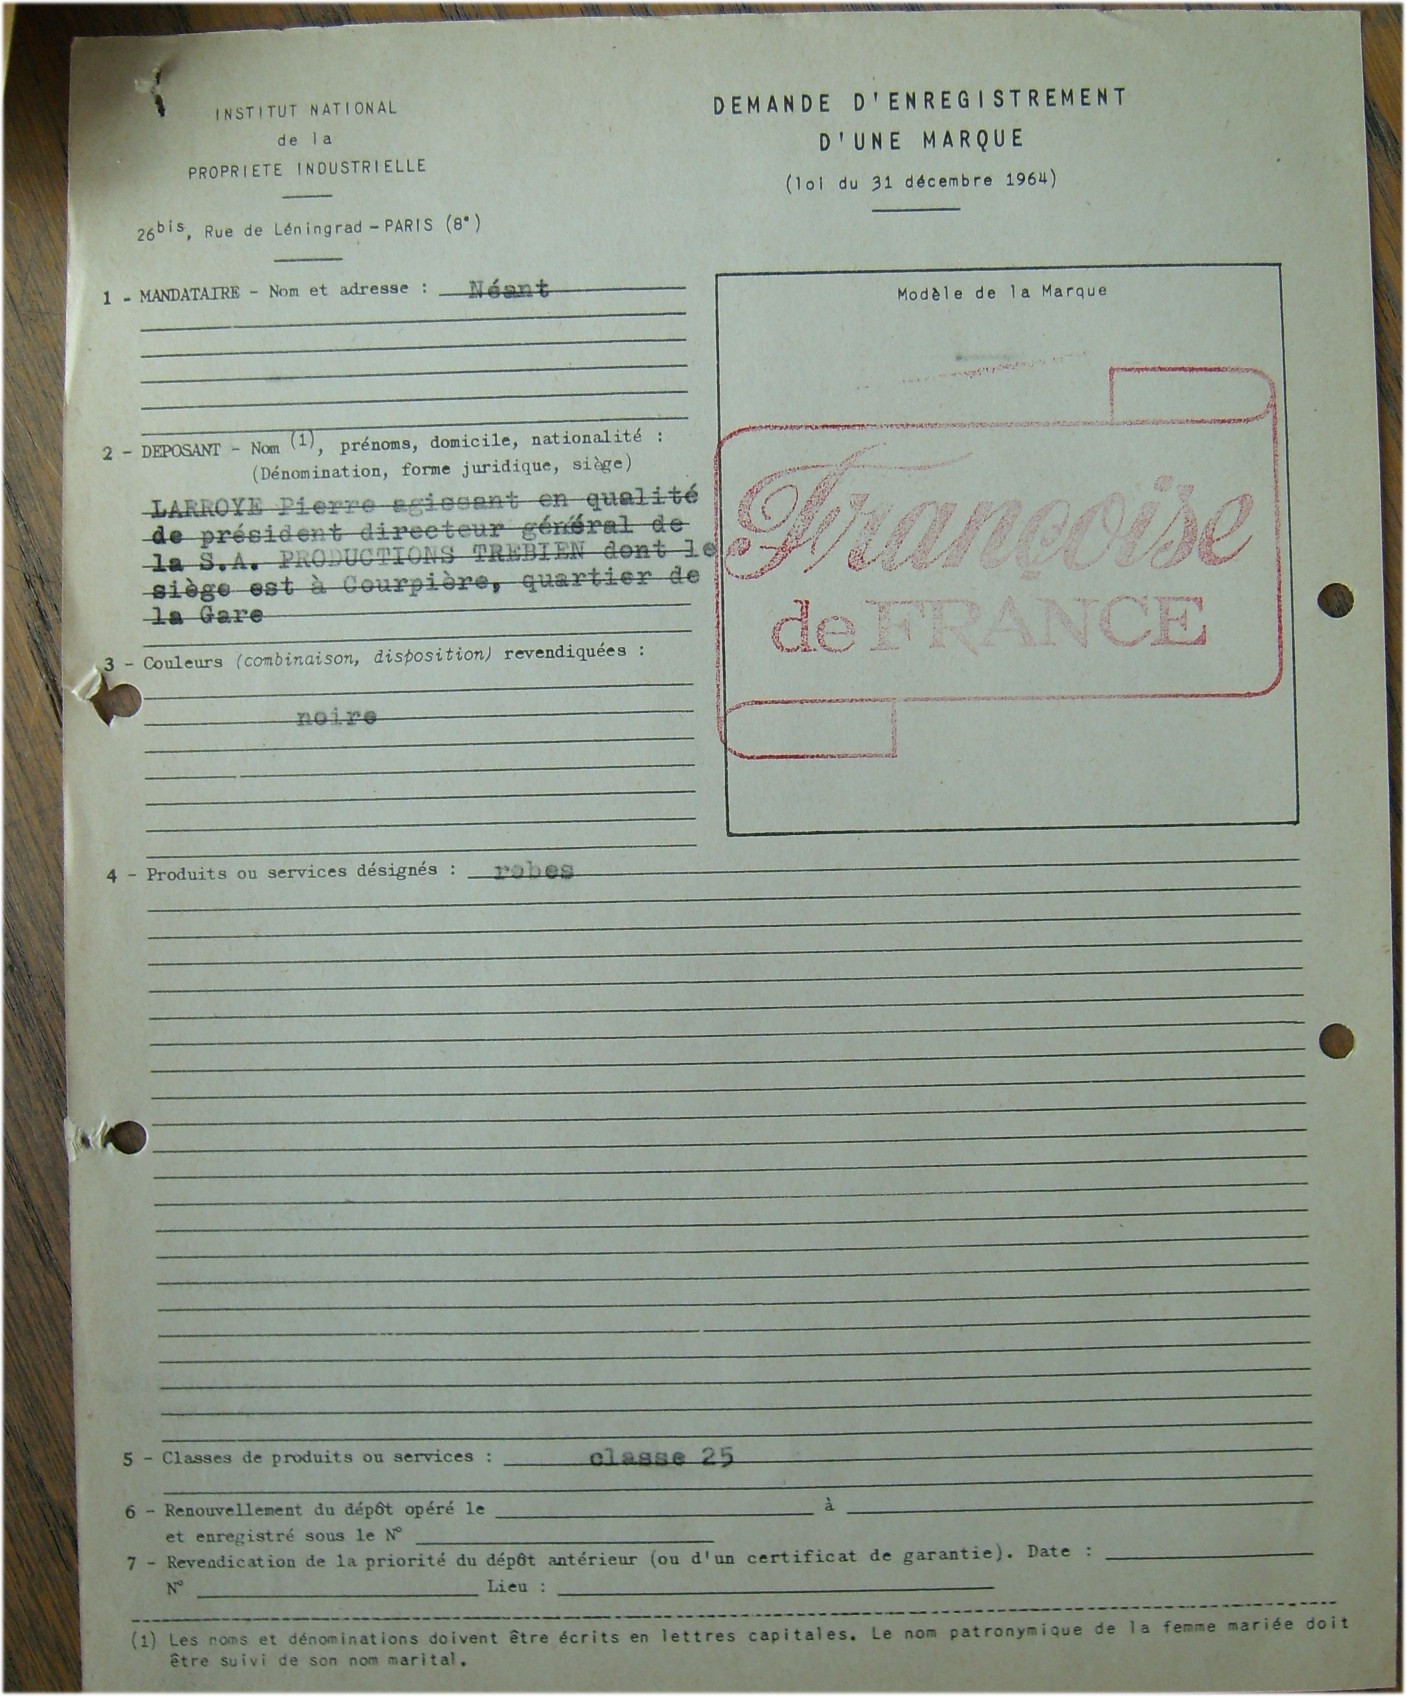 INSTITUT NATIONAL
de la
PROPRIETE INDUSTRIELLE
26bis, Rue de Léningrad - PARIS (8e)
DEMANDE D'ENREGISTREMENT
D'UNE MARQUE
(loi du 31 décembre 1964)
1 - MANDATAIRE - Nom et adresse : Néant
2 - DEPOSANT - Nom (1), prénoms, domicile, nationalité :
(Dénomination, forme juridique, siège)
LARROYE Pierre agissant en qualité
de président directeur général de
la S.A. PRODUCTIONS TREBIEN dont le
siège est à Courpière, quartier de
la Gare
3 - Couleurs (combinaison, disposition) revendiquées :
noire
Modèle de la Marque
Françoise
de FRANCE
4 - Produits ou services désignés : robes
5 - Classes de produits ou services : classe 25
6 - Renouvellement du dépôt opéré le à
et enregistré sous le N°
7 - Revendication de la priorité du dépôt antérieur (ou d'un certificat de garantie). Date :
N° Lieu :
(1) Les noms et dénominations doivent être écrits en lettres capitales. Le nom patronymique de la femme mariée doit
être suivi de son nom marital.